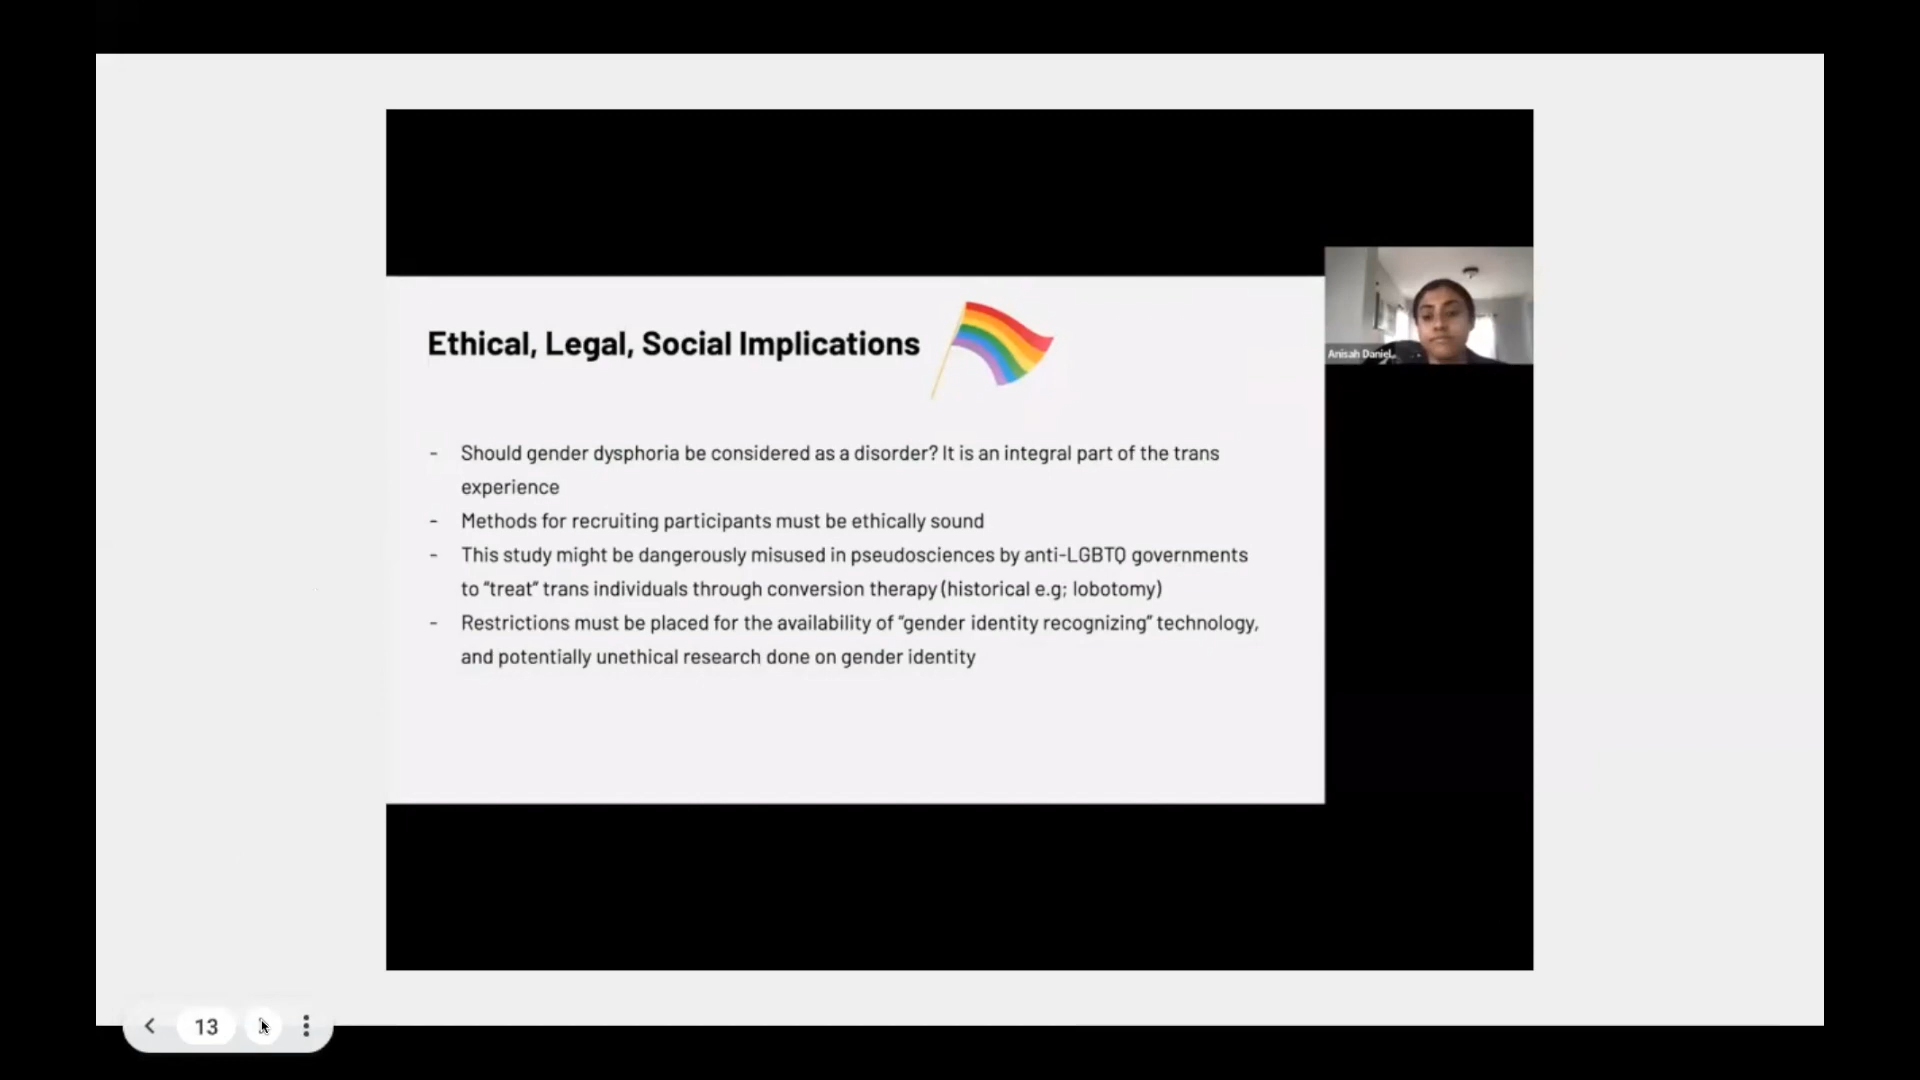 Ethical, Legal, Social Implications
- Should gender dysphoria be considered as a disorder? It is an integral part of the trans
experience
- Methods for recruiting participants must be ethically sound
- This study might be dangerously misused in pseudosciences by anti-LGBTQ governments
to “treat” trans individuals through conversion therapy (historical e.g; lobotomy)
- Restrictions must be placed for the availability of “gender identity recognizing” technology,
and potentially unethical research done on gender identity
Anisah Daniel...
13